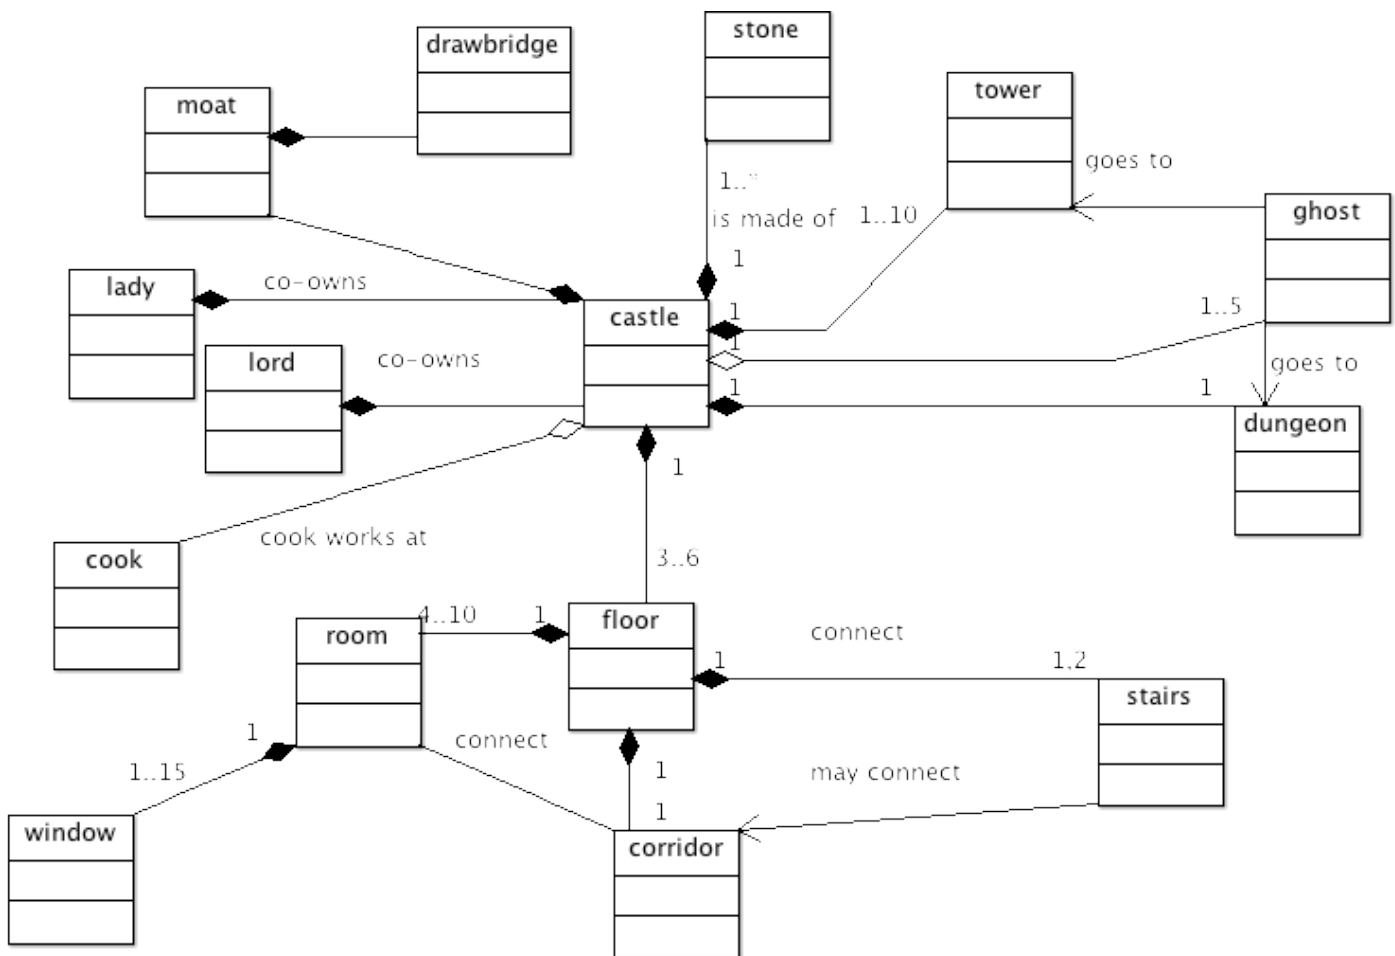 stone
drawbridge
tower
moat
goes to
1..*
is made of
1..10
ghost
1
lady
co-owns
castle
1
1..5
1
lord
co-owns
goes to
1
1
dungeon
1
cook works at
cook
3..6
4..10
1
floor
room
connect
1
1,2
stairs
1
connect
1..15
1
may connect
1
window
corridor